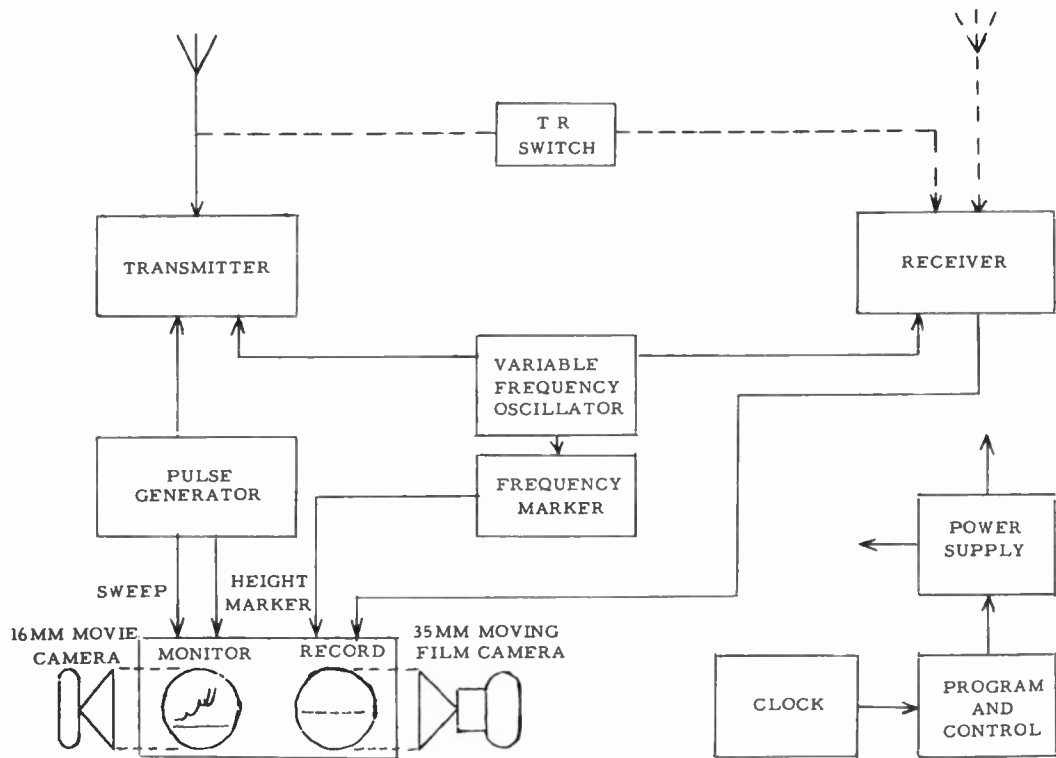 T R
SWITCH
TRANSMITTER
RECEIVER
VARIABLE
FREQUENCY
OSCILLATOR
PULSE
GENERATOR
FREQUENCY
MARKER
POWER
SUPPLY
SWEEP
HEIGHT
MARKER
16MM MOVIE
CAMERA
MONITOR
RECORD
35MM MOVING
FILM CAMERA
CLOCK
PROGRAM
AND
CONTROL